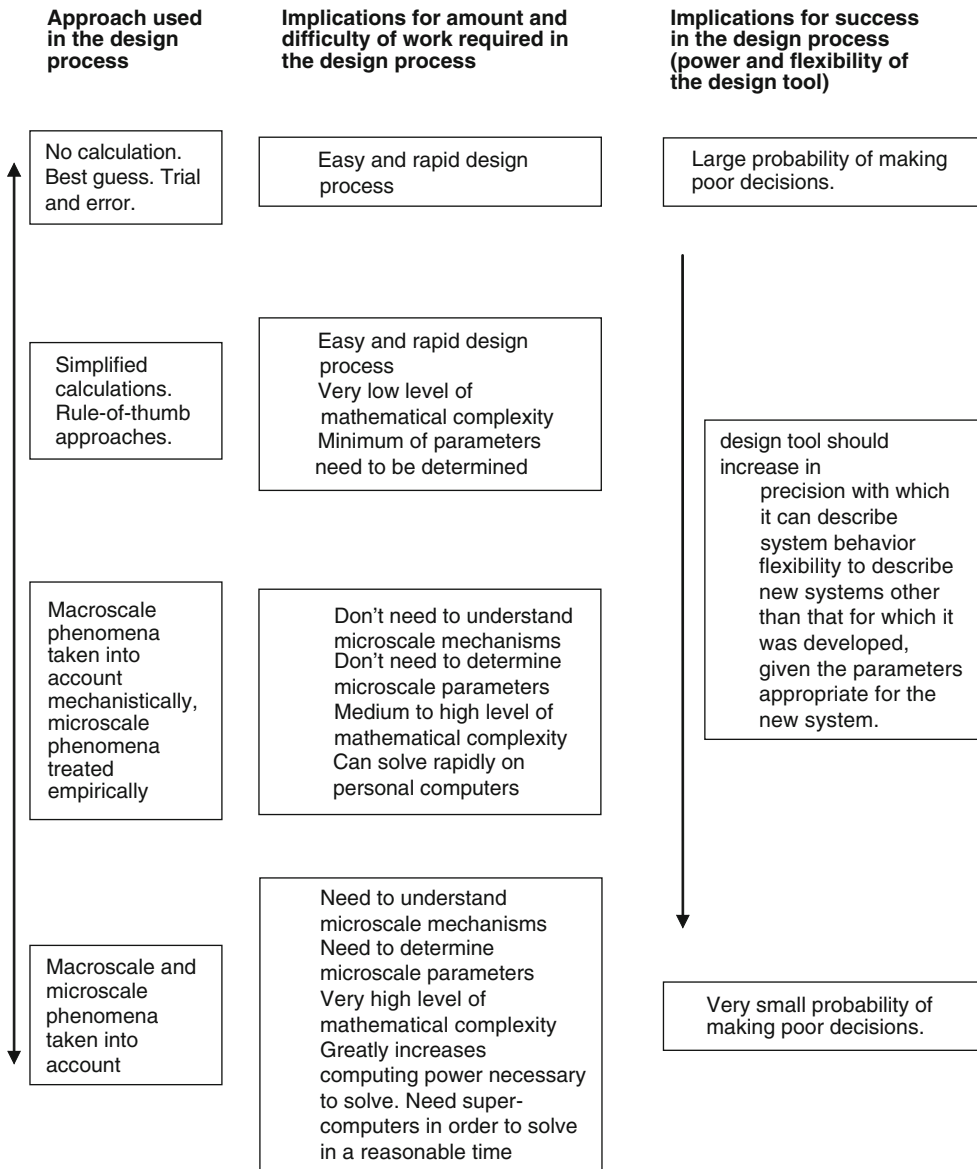 Approach used
in the design
process
Implications for amount and
difficulty of work required in
the design process
Implications for success
in the design process
(power and flexibility of
the design tool)
No calculation.
Best guess. Trial
and error.
Easy and rapid design
process
Large probability of making
poor decisions.
Simplified
calculations.
Rule-of-thumb
approaches.
Easy and rapid design
process
Very low level of
mathematical complexity
Minimum of parameters
need to be determined
design tool should
increase in
precision with which
it can describe
system behavior
flexibility to describe
new systems other
than that for which it
was developed,
given the parameters
appropriate for the
new system.
Macroscale
phenomena
taken into
account
mechanistically,
microscale
phenomena
treated
empirically
Don’t need to understand
microscale mechanisms
Don’t need to determine
microscale parameters
Medium to high level of
mathematical complexity
Can solve rapidly on
personal computers
Macroscale and
microscale
phenomena
taken into
account
Need to understand
microscale mechanisms
Need to determine
microscale parameters
Very high level of
mathematical complexity
Greatly increases
computing power necessary
to solve. Need super-
computers in order to solve
in a reasonable time
Very small probability of
making poor decisions.